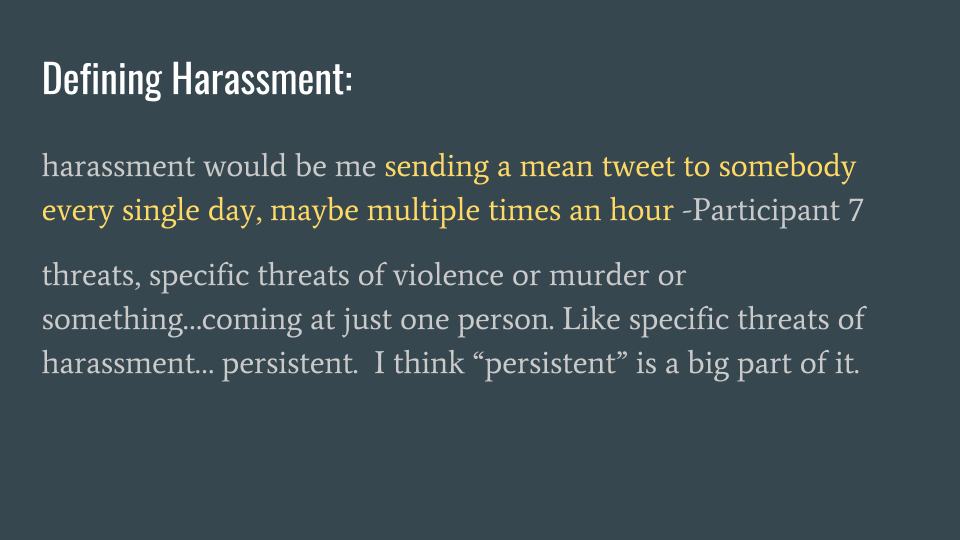 Defining Harassment:
harassment would be me sending a mean tweet to somebody
every single day, maybe multiple times an hour -Participant 7
threats, specific threats of violence or murder or
something...coming at just one person. Like specific threats of
harassment... persistent.  I think “persistent” is a big part of it.